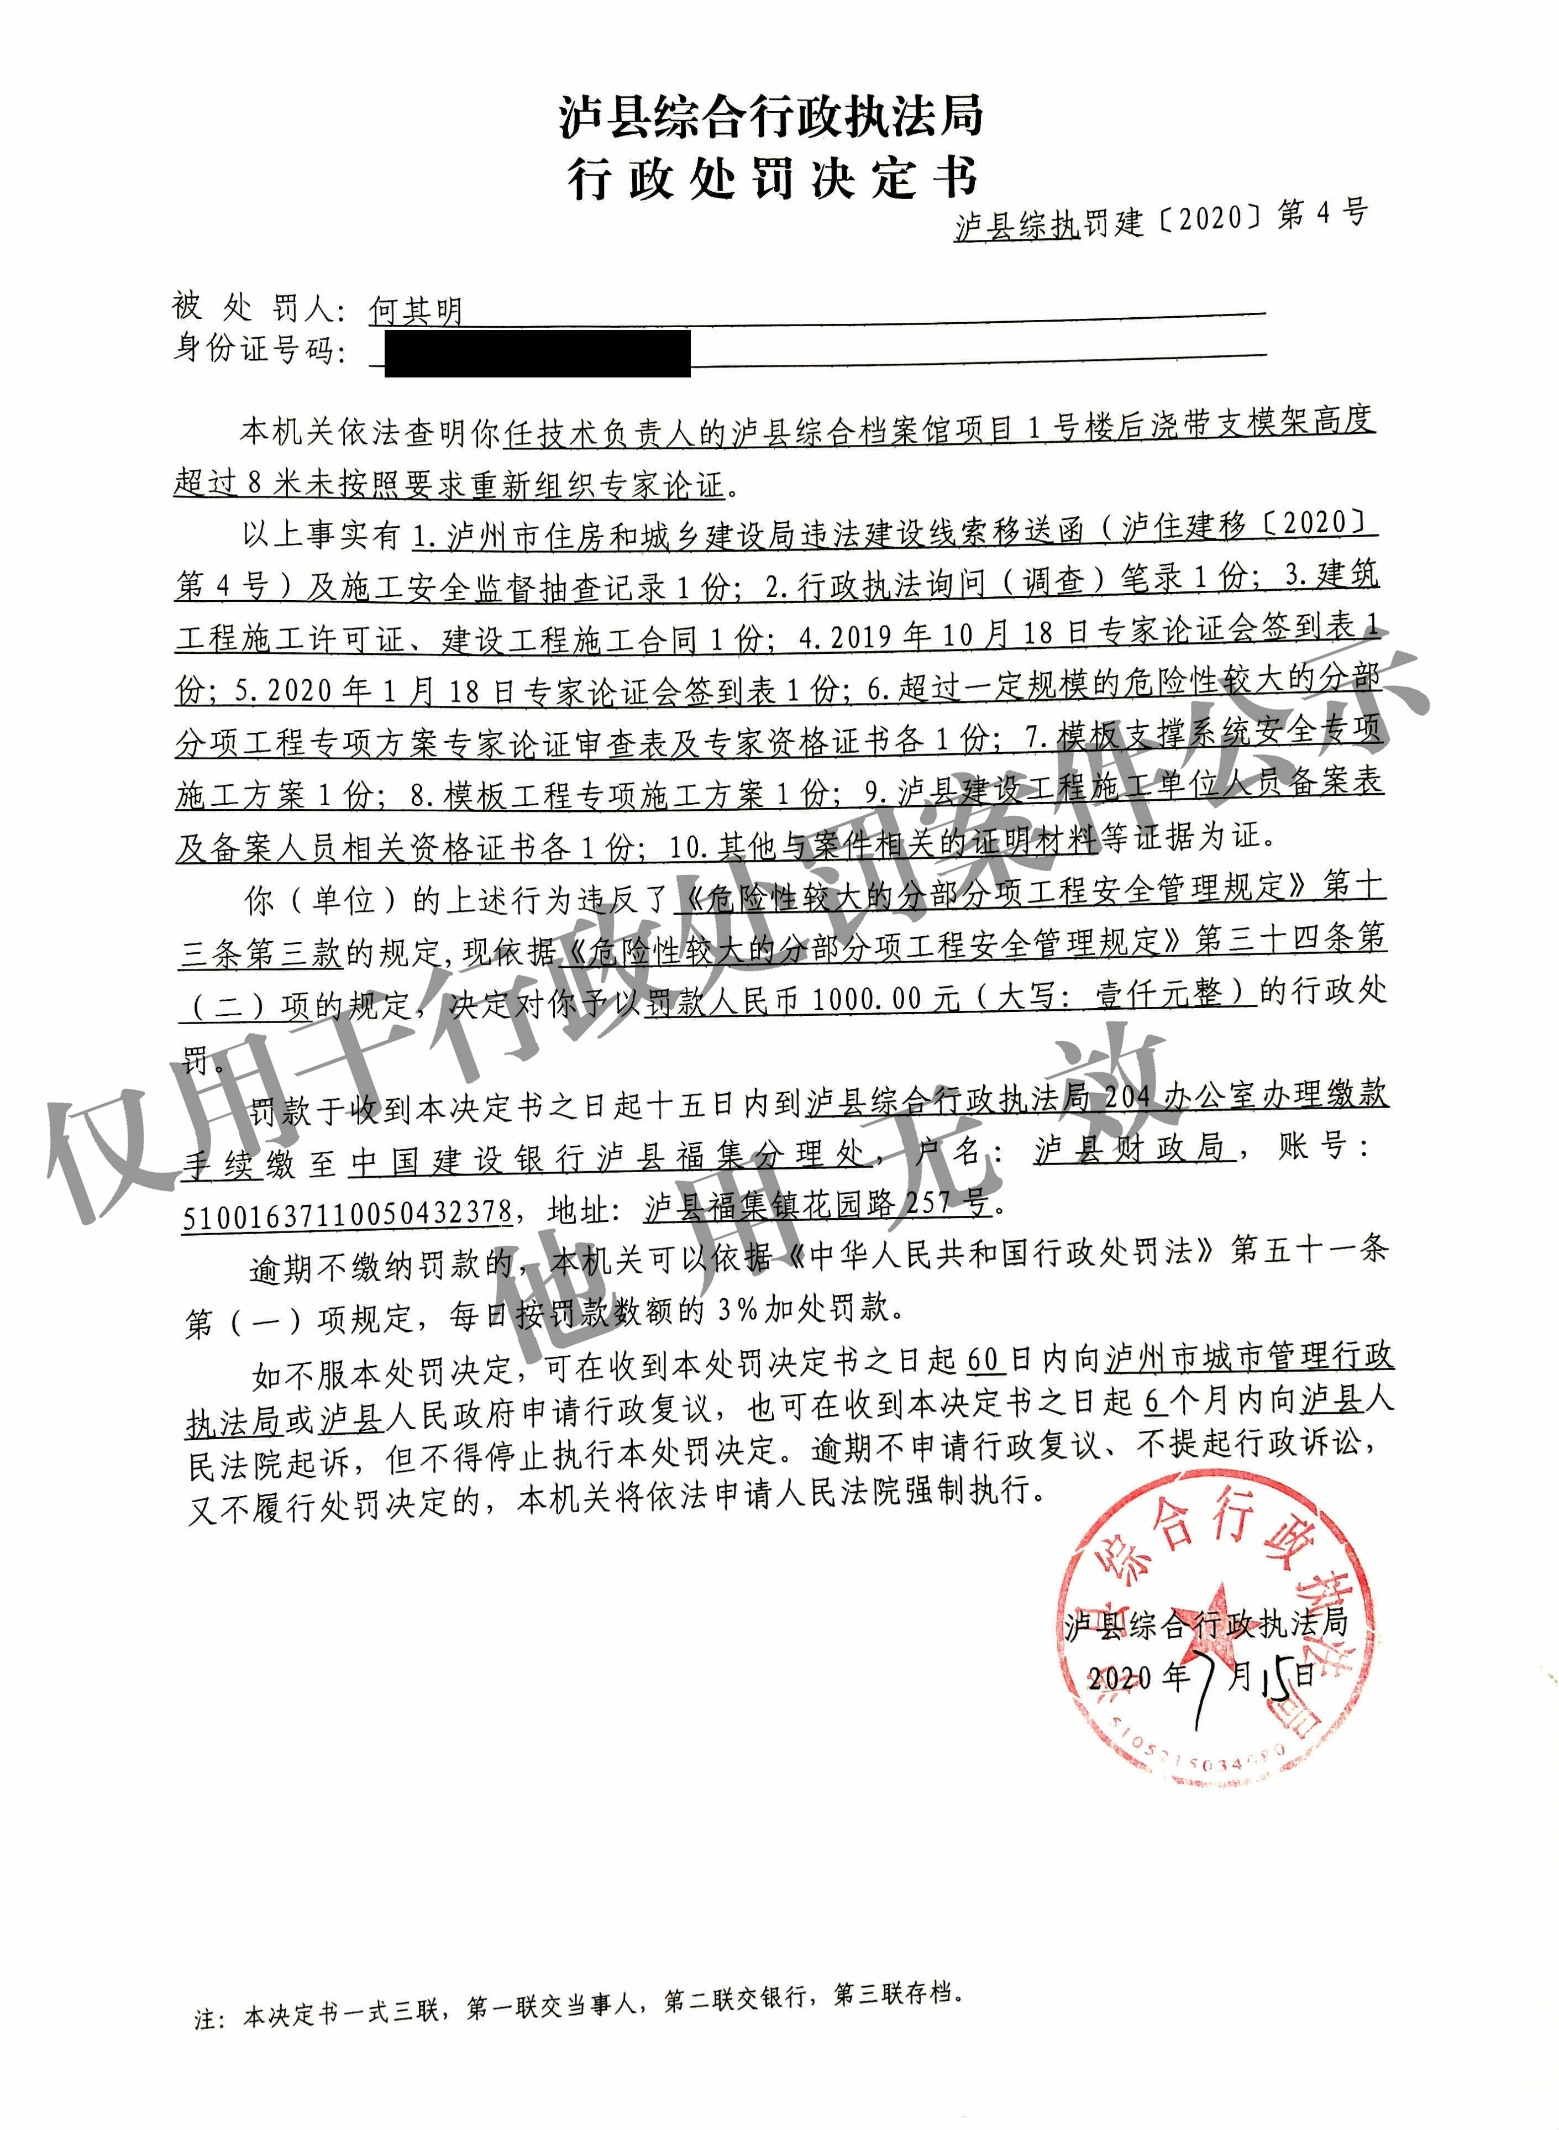 泸县综合行政执法局
行政处罚决定书
泸县综执罚建〔2020〕第4号
被处罚人：何其明
身份证号码：
本机关依法查明你任技术负责人的泸县综合档案馆项目1号楼后浇带支模架高度
超过8米未按照要求重新组织专家论证。
以上事实有1.泸州市住房和城乡建设局违法建设线索移送函（泸住建移〔2020〕
第4号）及施工安全监督抽查记录1份；2.行政执法询问（调查）笔录1份；3.建筑
工程施工许可证、建设工程施工合同1份；4.2019年10月18日专家论证会签到表1
份；5.2020年1月18日专家论证会签到表1份；6.超过一定规模的危险性较大的分部
分项工程专项方案专家论证审查表及专家资格证书各1份；7.模板支撑系统安全专项
施工方案1份；8.模板工程专项施工方案1份；9.泸县建设工程施工单位人员备案表
及备案人员相关资格证书各1份；10.其他与案件相关的证明材料等证据为证。
你（单位）的上述行为违反了《危险性较大的分部分项工程安全管理规定》第十
三条第三款的规定,现依据《危险性较大的分部分项工程安全管理规定》第三十四条第
（二）项的规定，决定对你予以罚款人民币1000.00元（大写：壹仟元整）的行政处
罚。
罚款于收到本决定书之日起十五日内到泸县综合行政执法局204办公室办理缴款
手续缴至中国建设银行泸县福集分理处，户名：泸县财政局，账号：
51001637110050432378，地址：泸县福集镇花园路257号。
逾期不缴纳罚款的，本机关可以依据《中华人民共和国行政处罚法》第五十一条
第（一）项规定，每日按罚款数额的3%加处罚款。
如不服本处罚决定，可在收到本处罚决定书之日起60日内向泸州市城市管理行政
执法局或泸县人民政府申请行政复议，也可在收到本决定书之日起6个月内向泸县人
民法院起诉，但不得停止执行本处罚决定。逾期不申请行政复议、不提起行政诉讼，
又不履行处罚决定的，本机关将依法申请人民法院强制执行。
泸县综合行政执法局
2020年7月15日
泸县综合行政执法局
注：本决定书一式三联，第一联交当事人，第二联交银行，第三联存档。
仅用于行政处罚案件公示
他用无效